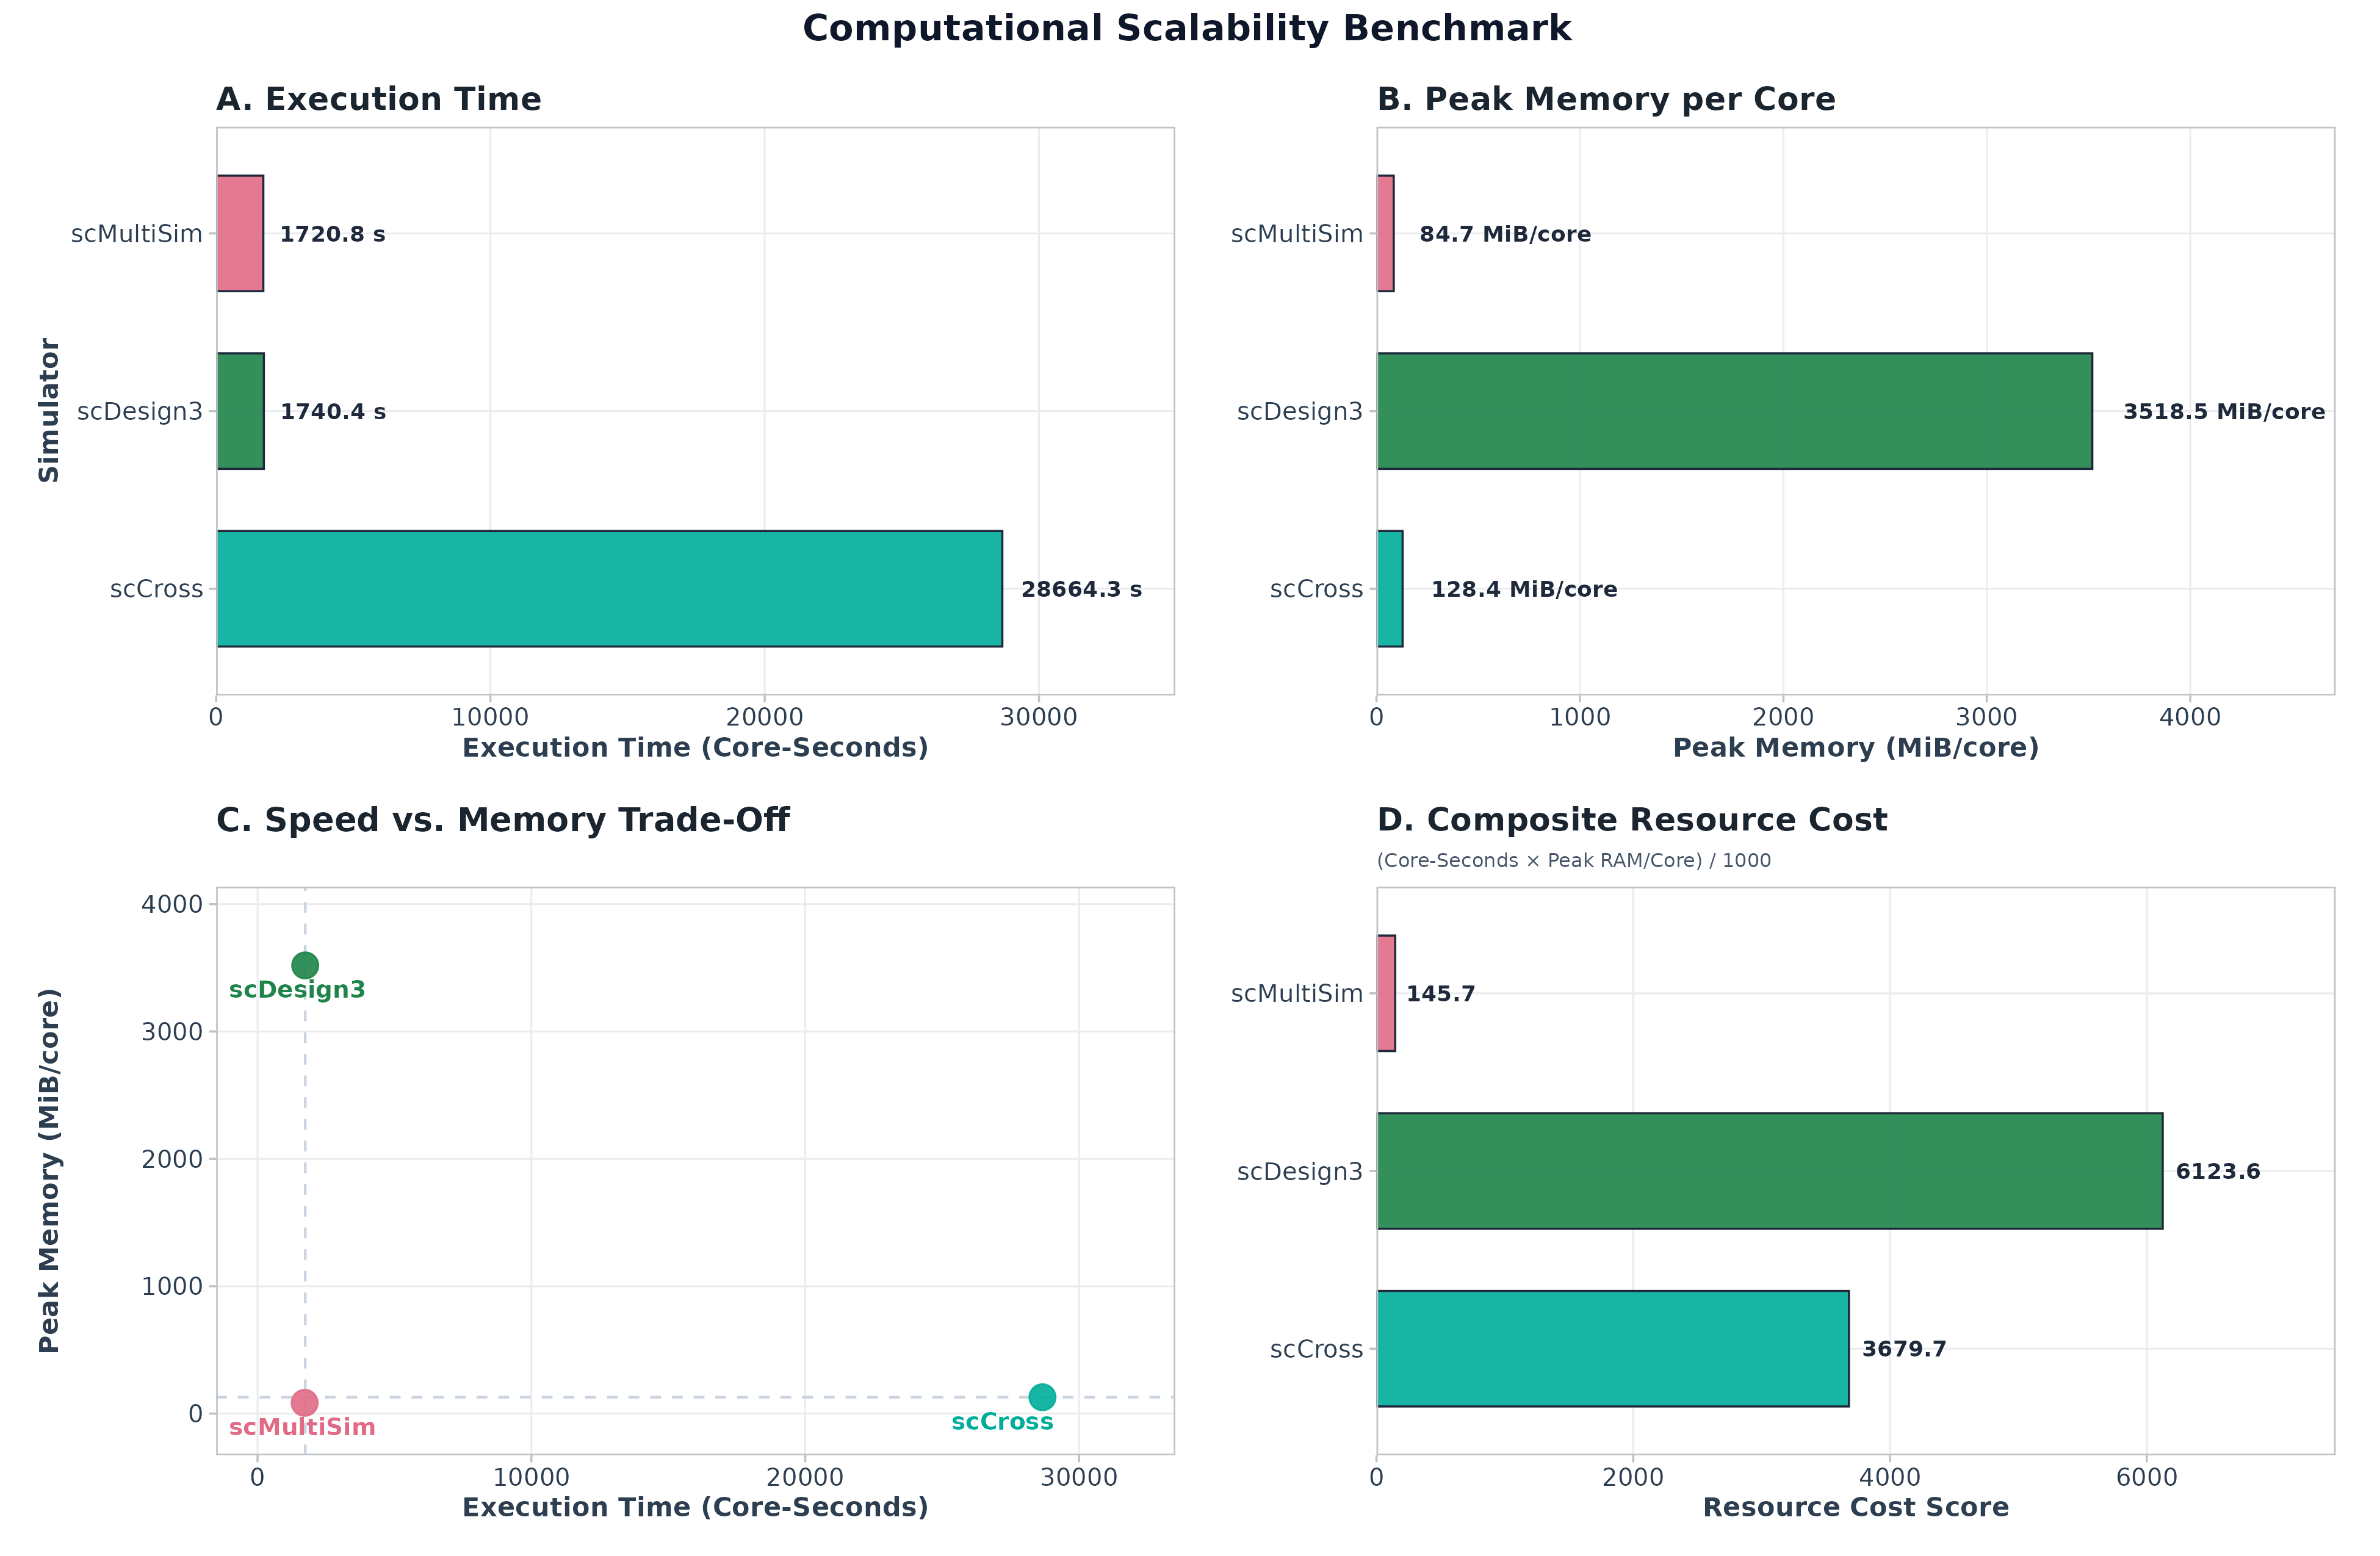 Computational Scalability Benchmark
A. Execution Time
Simulator
scMultiSim
1720.8 s
scDesign3
1740.4 s
scCross
28664.3 s
0 10000 20000 30000
Execution Time (Core-Seconds)
B. Peak Memory per Core
scMultiSim
84.7 MiB/core
scDesign3
3518.5 MiB/core
scCross
128.4 MiB/core
0 1000 2000 3000 4000
Peak Memory (MiB/core)
C. Speed vs. Memory Trade-Off
Peak Memory (MiB/core)
4000
3000
2000
1000
0
scDesign3
scMultiSim
scCross
0 10000 20000 30000
Execution Time (Core-Seconds)
D. Composite Resource Cost
(Core-Seconds × Peak RAM/Core) / 1000
scMultiSim
145.7
scDesign3
6123.6
scCross
3679.7
0 2000 4000 6000
Resource Cost Score